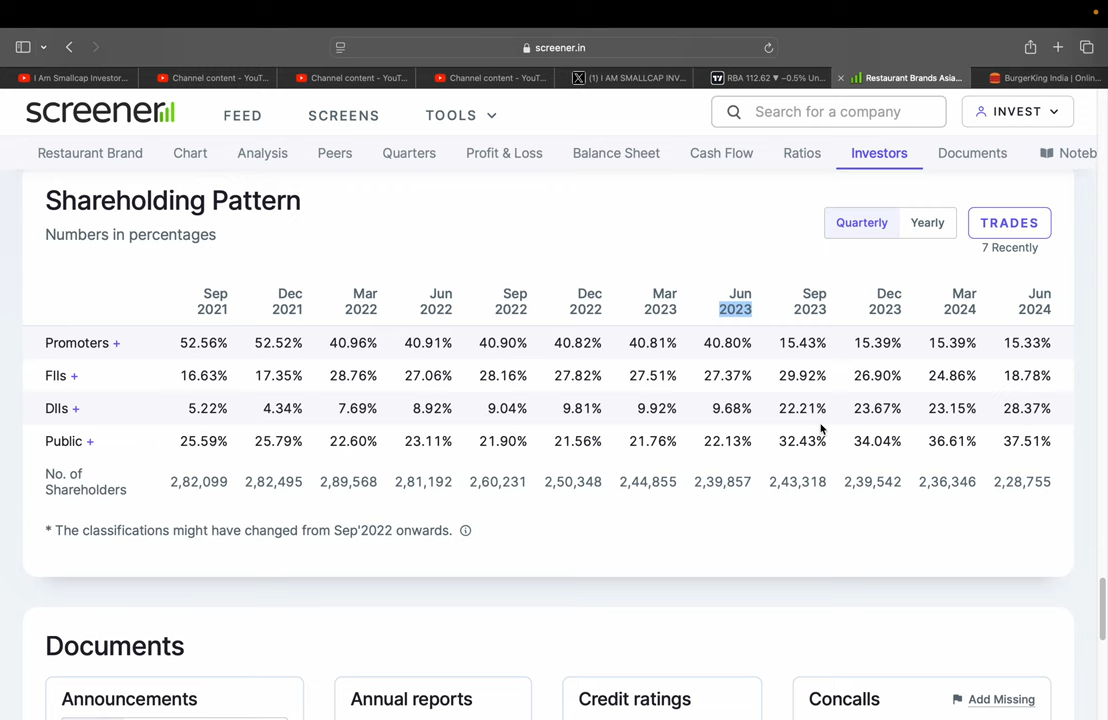 screener.in
I Am Smallcap Investor...
Channel content - YouT...
Channel content - YouT...
Channel content - YouT...
(1) I AM SMALLCAP INV...
RBA 112.62 ▼ −0.5% Un...
Restaurant Brands Asia...
BurgerKing India | Onlin...
screener
FEED
SCREENS
TOOLS
Search for a company
INVEST
Restaurant Brand
Chart
Analysis
Peers
Quarters
Profit & Loss
Balance Sheet
Cash Flow
Ratios
Investors
Documents
Noteb
Shareholding Pattern
Numbers in percentages
Quarterly
Yearly
TRADES
7 Recently
Sep 2021 Dec 2021 Mar 2022 Jun 2022 Sep 2022 Dec 2022 Mar 2023 Jun 2023 Sep 2023 Dec 2023 Mar 2024 Jun 2024
Promoters + 52.56% 52.52% 40.96% 40.91% 40.90% 40.82% 40.81% 40.80% 15.43% 15.39% 15.39% 15.33%
FIIs + 16.63% 17.35% 28.76% 27.06% 28.16% 27.82% 27.51% 27.37% 29.92% 26.90% 24.86% 18.78%
DIIs + 5.22% 4.34% 7.69% 8.92% 9.04% 9.81% 9.92% 9.68% 22.21% 23.67% 23.15% 28.37%
Public + 25.59% 25.79% 22.60% 23.11% 21.90% 21.56% 21.76% 22.13% 32.43% 34.04% 36.61% 37.51%
No. of Shareholders 2,82,099 2,82,495 2,89,568 2,81,192 2,60,231 2,50,348 2,44,855 2,39,857 2,43,318 2,39,542 2,36,346 2,28,755
* The classifications might have changed from Sep'2022 onwards.
Documents
Announcements
Annual reports
Credit ratings
Concalls
Add Missing